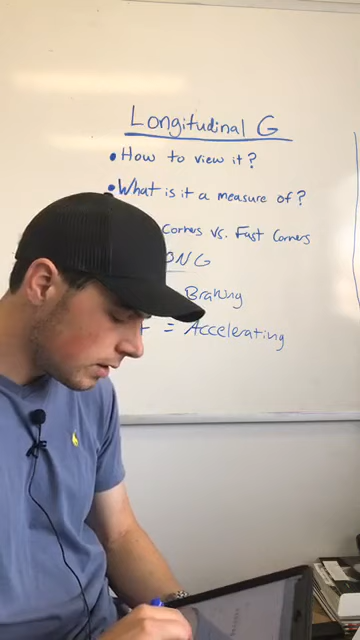 Longitudinal G
• How to view it?
• What is it a measure of?
Corners vs. Fast Corners
ONG
Braking
+ = Accelerating